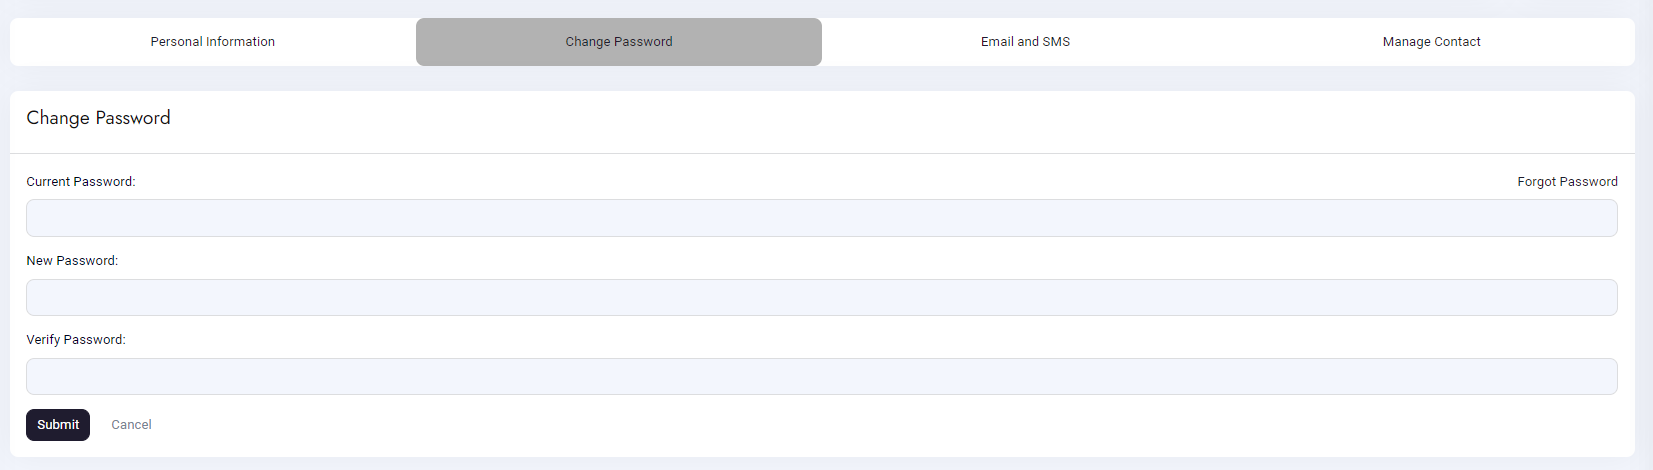 Personal Information Change Password Email and SMS Manage Contact
Change Password
Current Password: Forgot Password
New Password:
Verify Password:
Submit Cancel